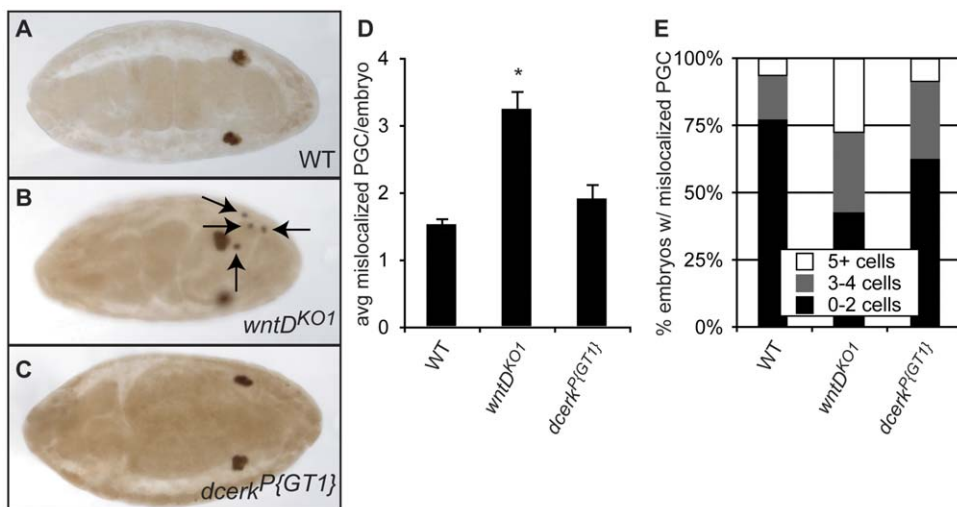 A
WT
B
wntD^KO1
C
dcerk^P{GT1}
D
avg mislocalized PGC/embryo
4
3
2
1
0
*
WT
wntD^KO1
dcerk^P{GT1}
E
% embryos w/ mislocalized PGC
100%
75%
50%
25%
0%
5+ cells
3-4 cells
0-2 cells
WT
wntD^KO1
dcerk^P{GT1}